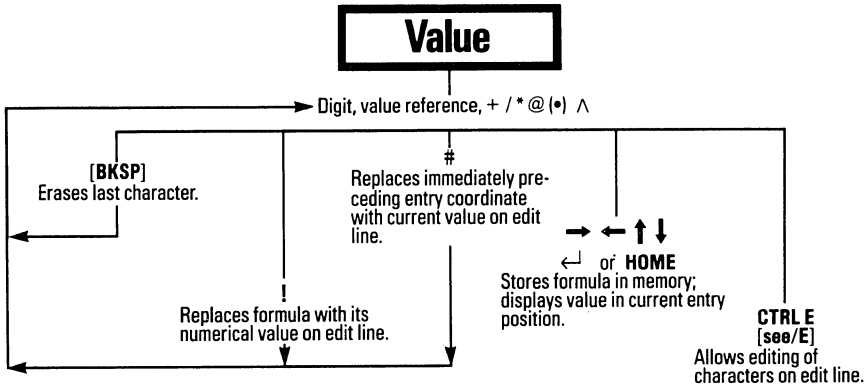 Value
Digit, value reference, + / * @ (•) ∧
[BKSP]
Erases last character.
!
Replaces formula with its
numerical value on edit line.
#
Replaces immediately pre-
ceding entry coordinate
with current value on edit
line.
→ ← ↑ ↓
↵ or HOME
Stores formula in memory;
displays value in current entry
position.
CTRL E
[see/E]
Allows editing of
characters on edit line.